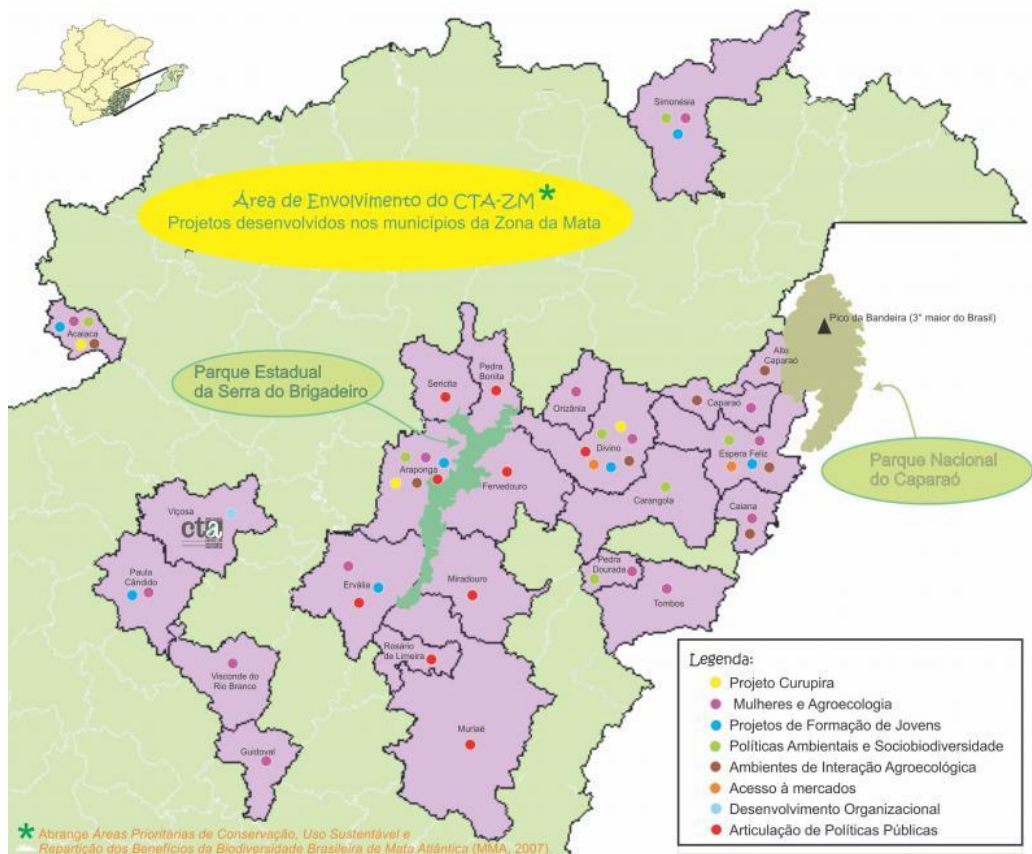 Simonésia
Área de Envolvimento do CTA-ZM *
Projetos desenvolvidos nos municípios da Zona da Mata
Pico da Bandeira (3° maior do Brasil)
Acaiaca
Parque Estadual
da Serra do Brigadeiro
Sericita
Pedra
Bonita
Orizânia
Alto
Caparaó
Caparaó
Divino
Espera Feliz
Parque Nacional
do Caparaó
Araponga
Fervedouro
Carangola
Caiana
Viçosa
cta
Paula
Cândido
Ervália
Miradouro
Pedra
Dourada
Tombos
Rosário
de Limeira
Visconde do
Rio Branco
Muriaé
Guidoval
Legenda:
Projeto Curupira
Mulheres e Agroecologia
Projetos de Formação de Jovens
Políticas Ambientais e Sociobiodiversidade
Ambientes de Interação Agroecológica
Acesso à mercados
Desenvolvimento Organizacional
Articulação de Políticas Públicas
* Abrange Áreas Prioritárias de Conservação, Uso Sustentável e
Repartição dos Benefícios da Biodiversidade Brasileira de Mata Atlântica (MMA, 2007).